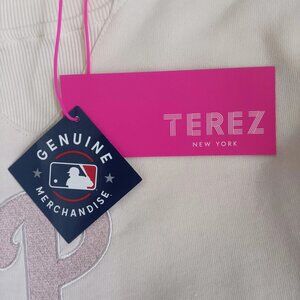 TEREZ
NEW YORK
GENUINE
MERCHANDISE
P